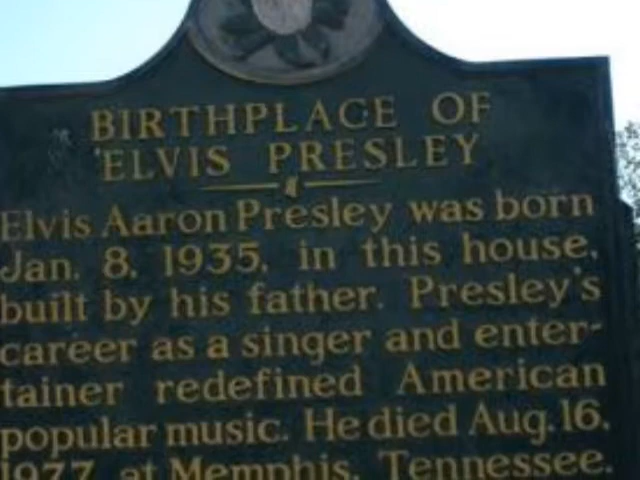 BIRTHPLACE OF
ELVIS PRESLEY
Elvis Aaron Presley was born
Jan. 8, 1935, in this house,
built by his father. Presley's
career as a singer and enter-
tainer redefined American
popular music. He died Aug. 16,
1977, at Memphis, Tennessee.